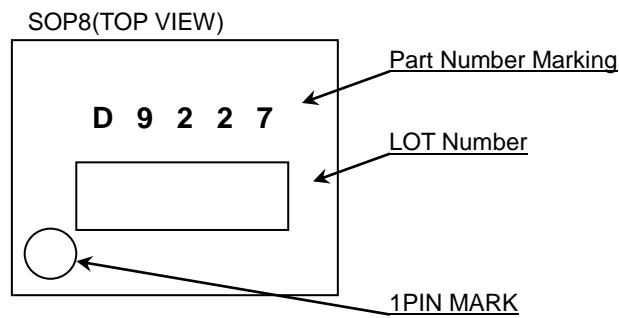 SOP8(TOP VIEW)
Part Number Marking
D 9 2 2 7
LOT Number
1PIN MARK